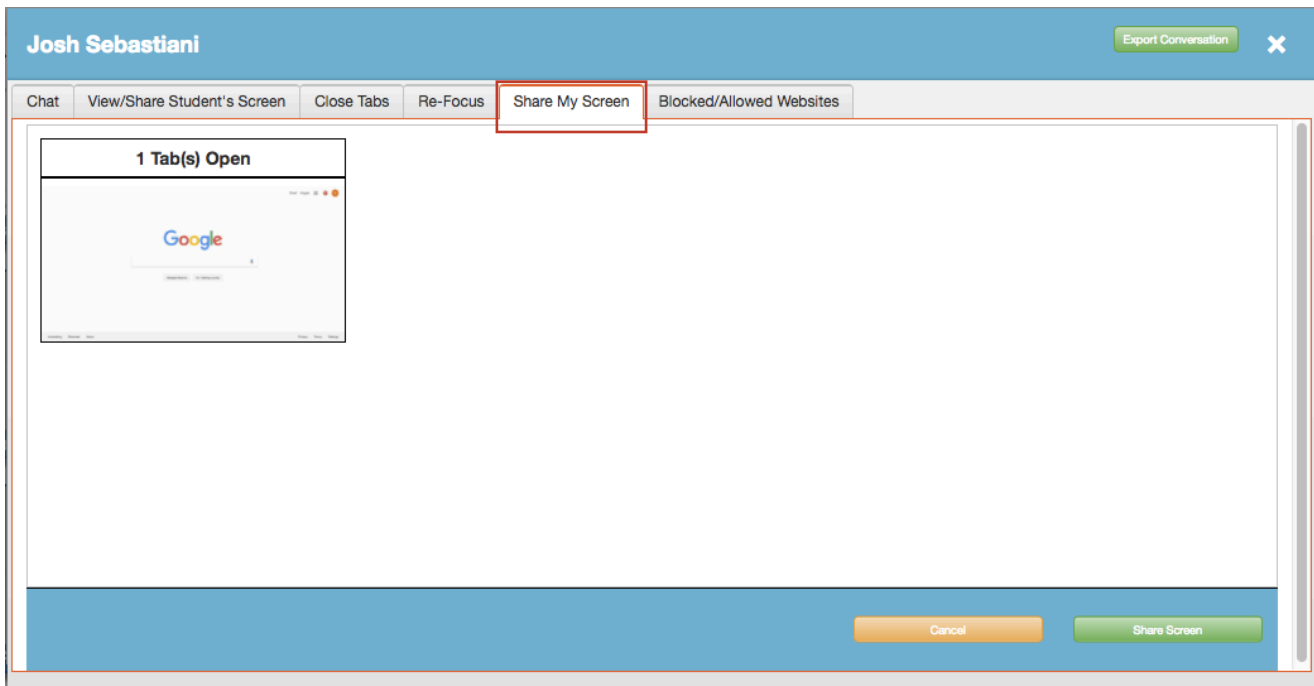 Josh Sebastiani
Export Conversation
Chat
View/Share Student's Screen
Close Tabs
Re-Focus
Share My Screen
Blocked/Allowed Websites
1 Tab(s) Open
Google
Cancel
Share Screen